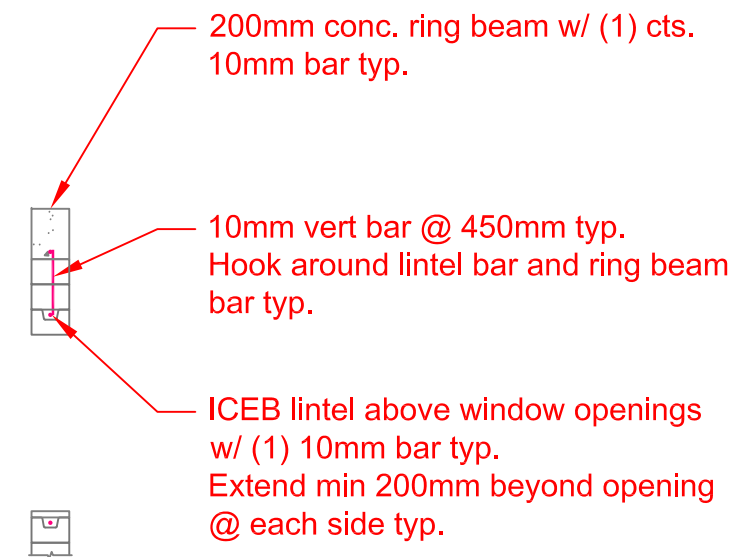 200mm conc. ring beam w/ (1) cts.
10mm bar typ.
10mm vert bar @ 450mm typ.
Hook around lintel bar and ring beam
bar typ.
ICEB lintel above window openings
w/ (1) 10mm bar typ.
Extend min 200mm beyond opening
@ each side typ.